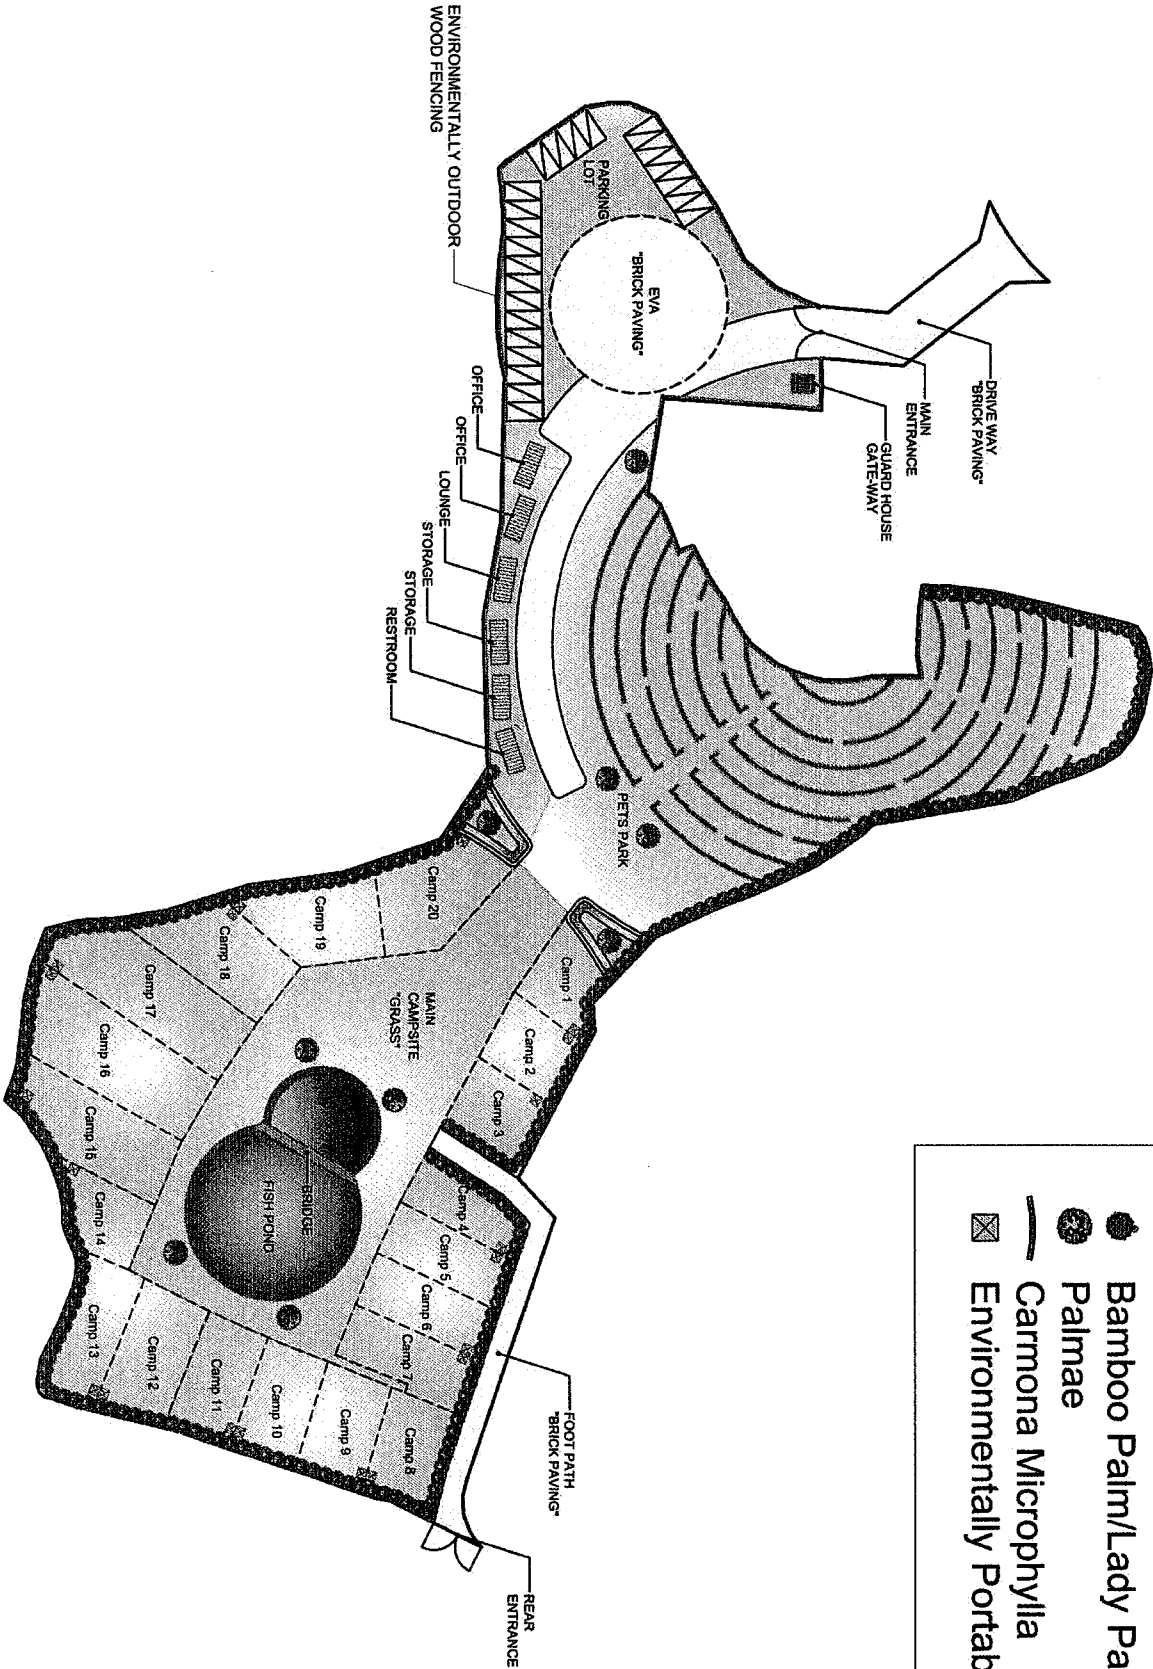 Bamboo Palm/Lady Pa
Palmae
Carmona Microphylla
Environmentally Portab
DRIVE WAY
"BRICK PAVING"
MAIN
ENTRANCE
GUARD HOUSE
GATE-WAY
EVA
"BRICK PAVING"
PARKING
LOT
ENVIRONMENTALLY OUTDOOR
WOOD FENCING
OFFICE
OFFICE
LOUNGE
STORAGE
STORAGE
RESTROOM
PETS PARK
Camp 1
Camp 2
Camp 3
Camp 4
Camp 5
Camp 6
Camp 7
Camp 8
Camp 9
Camp 10
Camp 11
Camp 12
Camp 13
Camp 14
Camp 15
Camp 16
Camp 17
Camp 18
Camp 19
Camp 20
MAIN
CAMPSITE
"GRASS"
BRIDGE
FISH POND
FOOT PATH
"BRICK PAVING"
REAR
ENTRANCE